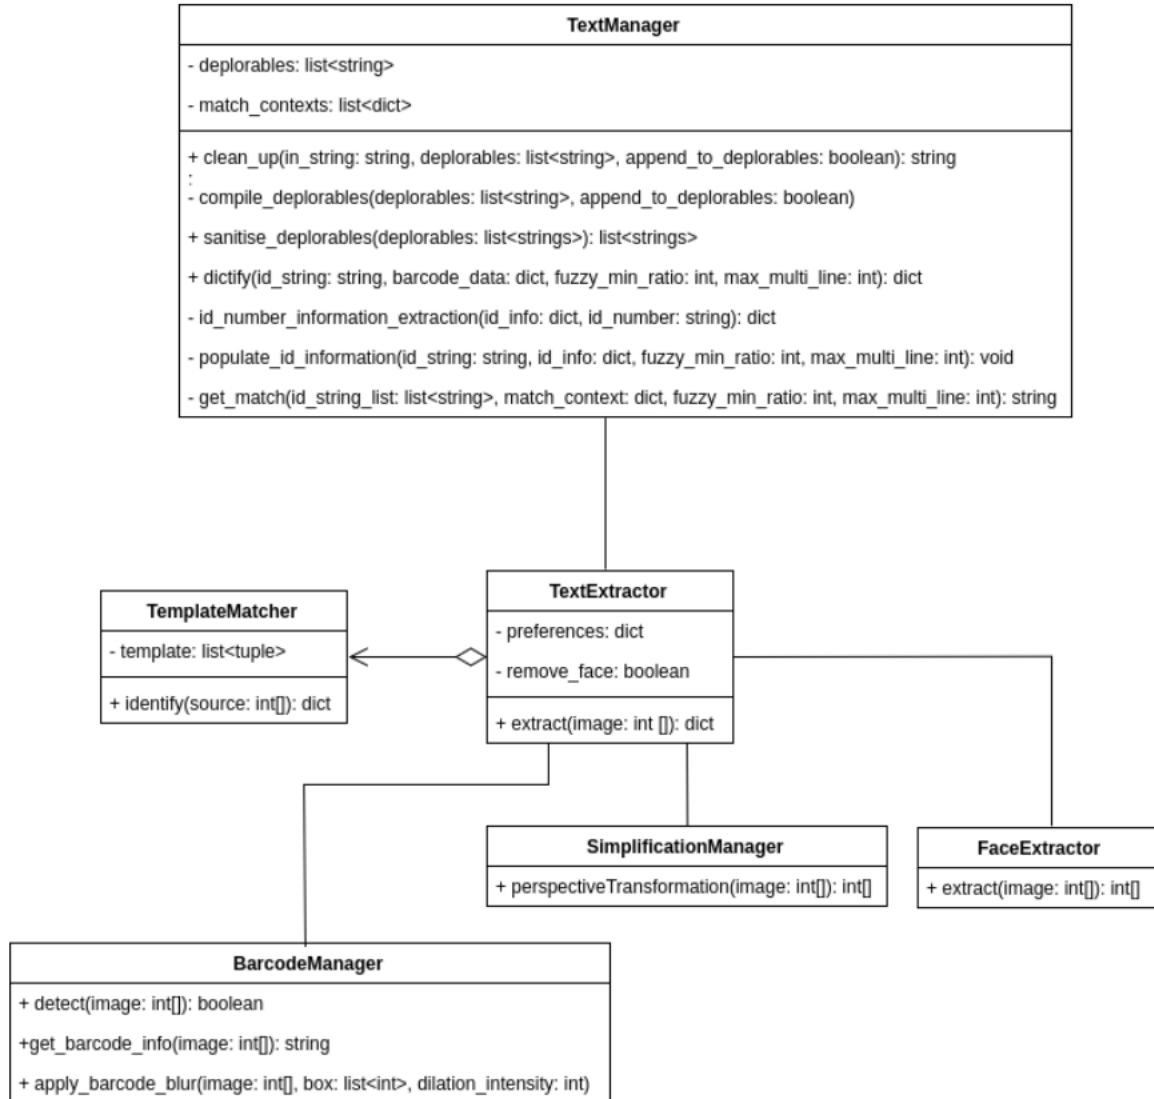 TextManager
- deplorables: list<string>
- match_contexts: list<dict>
+ clean_up(in_string: string, deplorables: list<string>, append_to_deplorables: boolean): string
:
- compile_deplorables(deplorables: list<string>, append_to_deplorables: boolean)
+ sanitise_deplorables(deplorables: list<strings>): list<strings>
+ dictify(id_string: string, barcode_data: dict, fuzzy_min_ratio: int, max_multi_line: int): dict
- id_number_information_extraction(id_info: dict, id_number: string): dict
- populate_id_information(id_string: string, id_info: dict, fuzzy_min_ratio: int, max_multi_line: int): void
- get_match(id_string_list: list<string>, match_context: dict, fuzzy_min_ratio: int, max_multi_line: int): string
TemplateMatcher
- template: list<tuple>
+ identify(source: int[]): dict
TextExtractor
- preferences: dict
- remove_face: boolean
+ extract(image: int []): dict
SimplificationManager
+ perspectiveTransformation(image: int[]): int[]
FaceExtractor
+ extract(image: int[]): int[]
BarcodeManager
+ detect(image: int[]): boolean
+get_barcode_info(image: int[]): string
+ apply_barcode_blur(image: int[], box: list<int>, dilation_intensity: int)